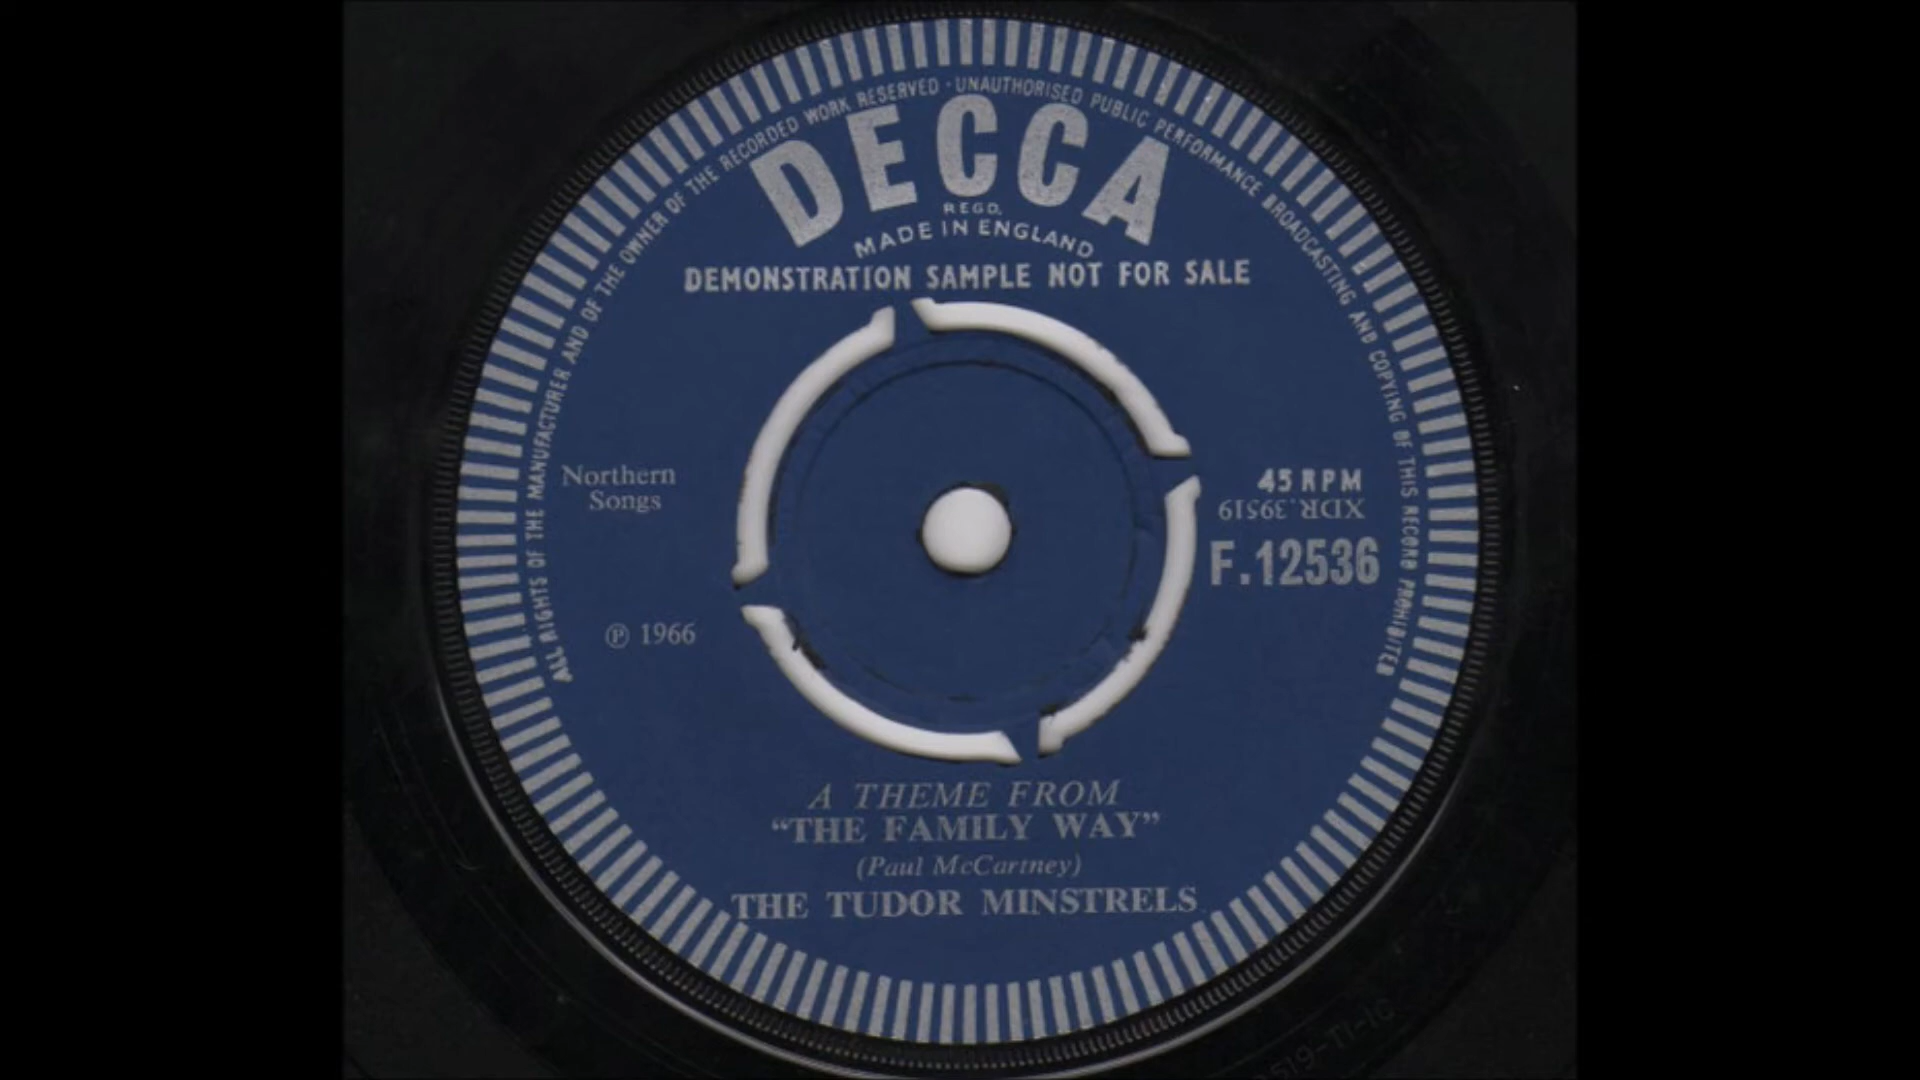 ALL RIGHTS OF THE MANUFACTURER AND OF THE OWNER OF THE RECORDED WORK RESERVED · UNAUTHORISED PUBLIC PERFORMANCE BROADCASTING AND COPYING OF THIS RECORD PROHIBITED
DECCA
REGD.
MADE IN ENGLAND
DEMONSTRATION SAMPLE NOT FOR SALE
Northern
Songs
45 RPM
XDR.39519
F.12536
℗ 1966
A THEME FROM
“THE FAMILY WAY”
(Paul McCartney)
THE TUDOR MINSTRELS